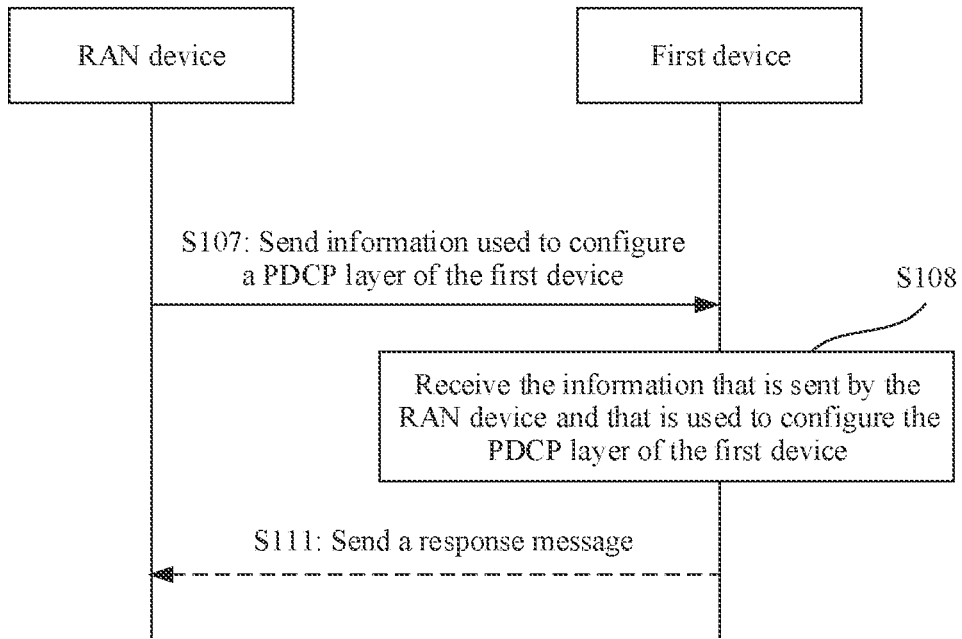 RAN device
First device
S107: Send information used to configure
a PDCP layer of the first device
S108
Receive the information that is sent by the
RAN device and that is used to configure the
PDCP layer of the first device
S111: Send a response message